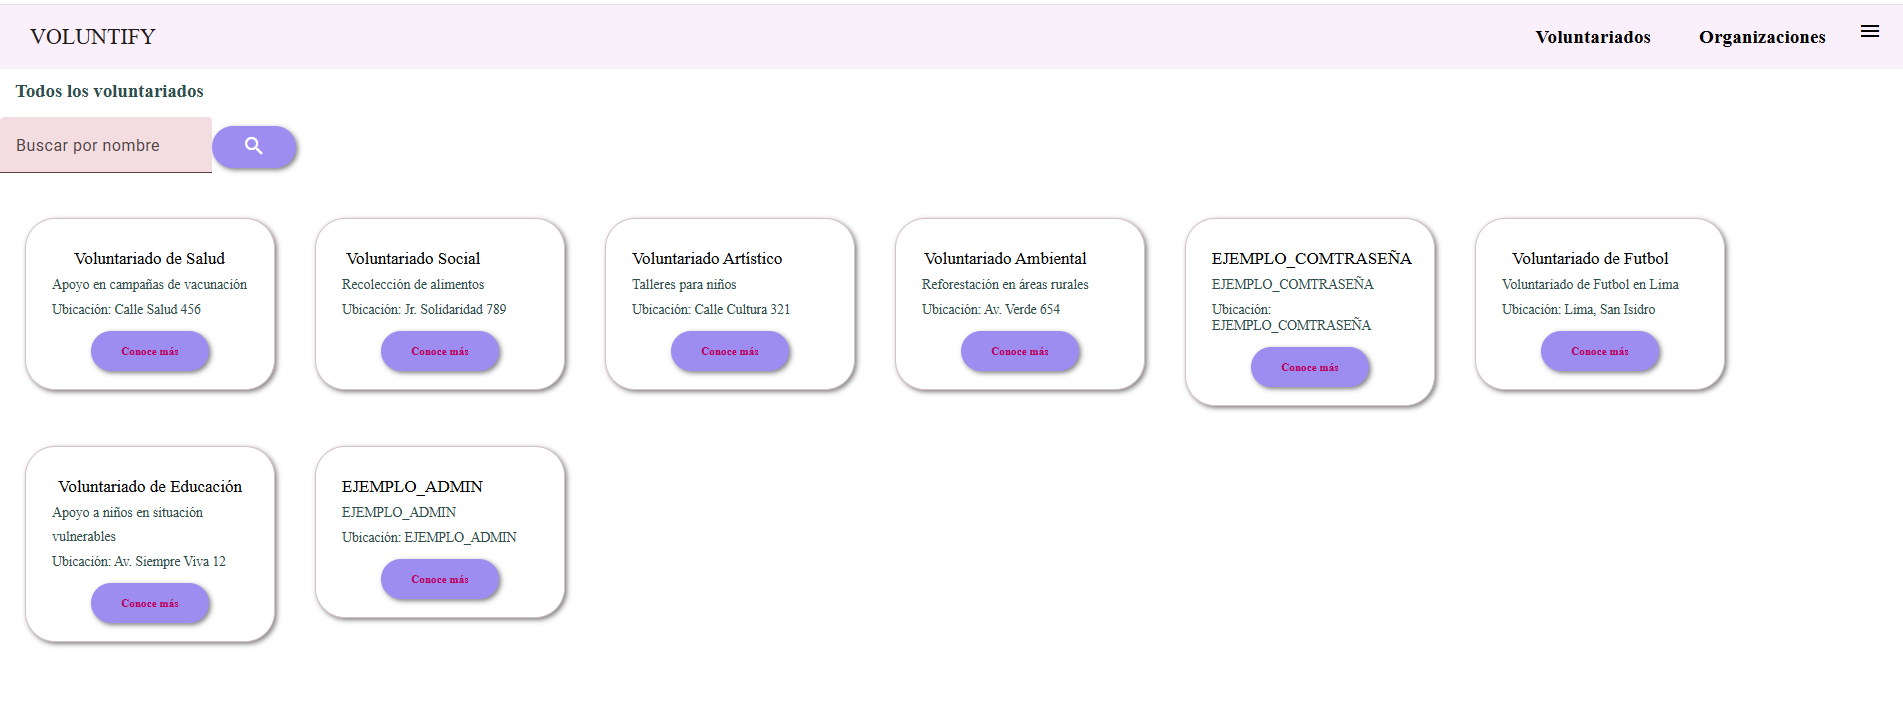 VOLUNTIFY
Voluntariados
Organizaciones
Todos los voluntariados
Buscar por nombre
Voluntariado de Salud
Apoyo en campañas de vacunación
Ubicación: Calle Salud 456
Conoce más
Voluntariado Social
Recolección de alimentos
Ubicación: Jr. Solidaridad 789
Conoce más
Voluntariado Artístico
Talleres para niños
Ubicación: Calle Cultura 321
Conoce más
Voluntariado Ambiental
Reforestación en áreas rurales
Ubicación: Av. Verde 654
Conoce más
EJEMPLO_COMTRASEÑA
EJEMPLO_COMTRASEÑA
Ubicación:
EJEMPLO_COMTRASEÑA
Conoce más
Voluntariado de Futbol
Voluntariado de Futbol en Lima
Ubicación: Lima, San Isidro
Conoce más
Voluntariado de Educación
Apoyo a niños en situación
vulnerables
Ubicación: Av. Siempre Viva 12
Conoce más
EJEMPLO_ADMIN
EJEMPLO_ADMIN
Ubicación: EJEMPLO_ADMIN
Conoce más